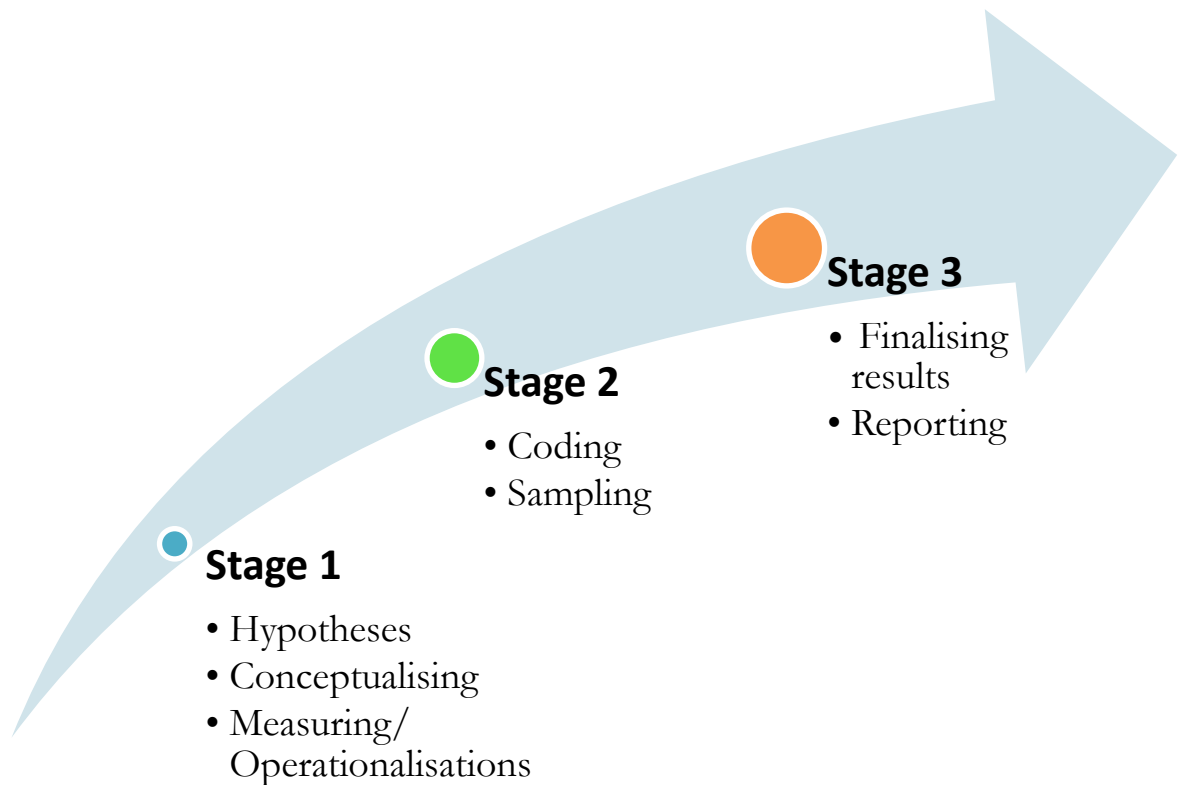 Stage 1
• Hypotheses
• Conceptualising
• Measuring/
Operationalisations
Stage 2
• Coding
• Sampling
Stage 3
• Finalising
results
• Reporting